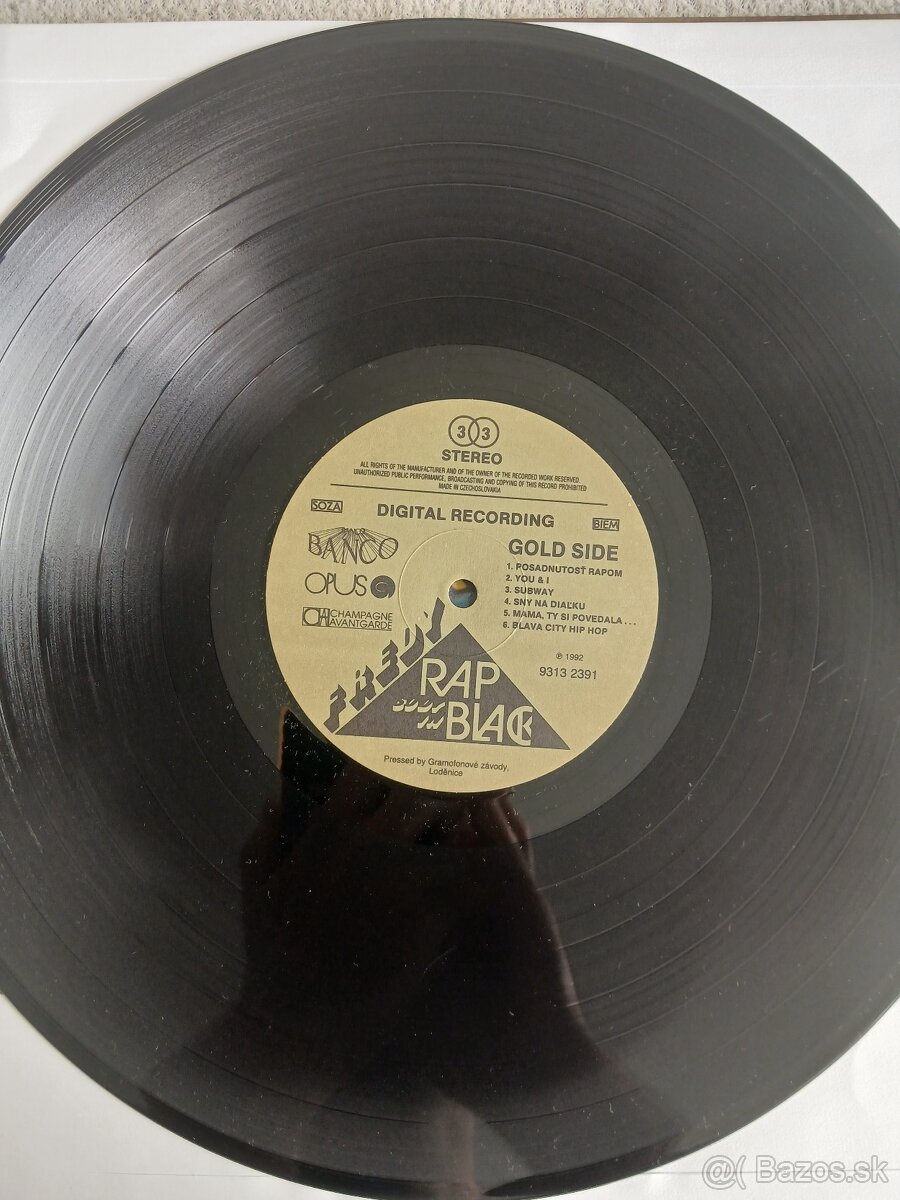 33
STEREO
ALL RIGHTS OF THE MANUFACTURER AND OF THE OWNER OF THE RECORDED WORK RESERVED.
UNAUTHORIZED PUBLIC PERFORMANCE, BROADCASTING AND COPYING OF THIS RECORD PROHIBITED
MADE IN CZECHOSLOVAKIA
SOZA
DIGITAL RECORDING
BIEM
BANCO
GOLD SIDE
OPUS
CHAMPAGNE
AVANTGARDE
1. POSADNUTOSŤ RAPOM
2. YOU & I
3. SUBWAY
4. SNY NA DIAĽKU
5. MAMA, TY SI POVEDALA . . .
6. BLAVA CITY HIP HOP
℗ 1992
9313 2391
FREDY
RAP
BODY
IN
BLACK
Pressed by Gramofonové závody,
Loděnice
@( Bazos.sk